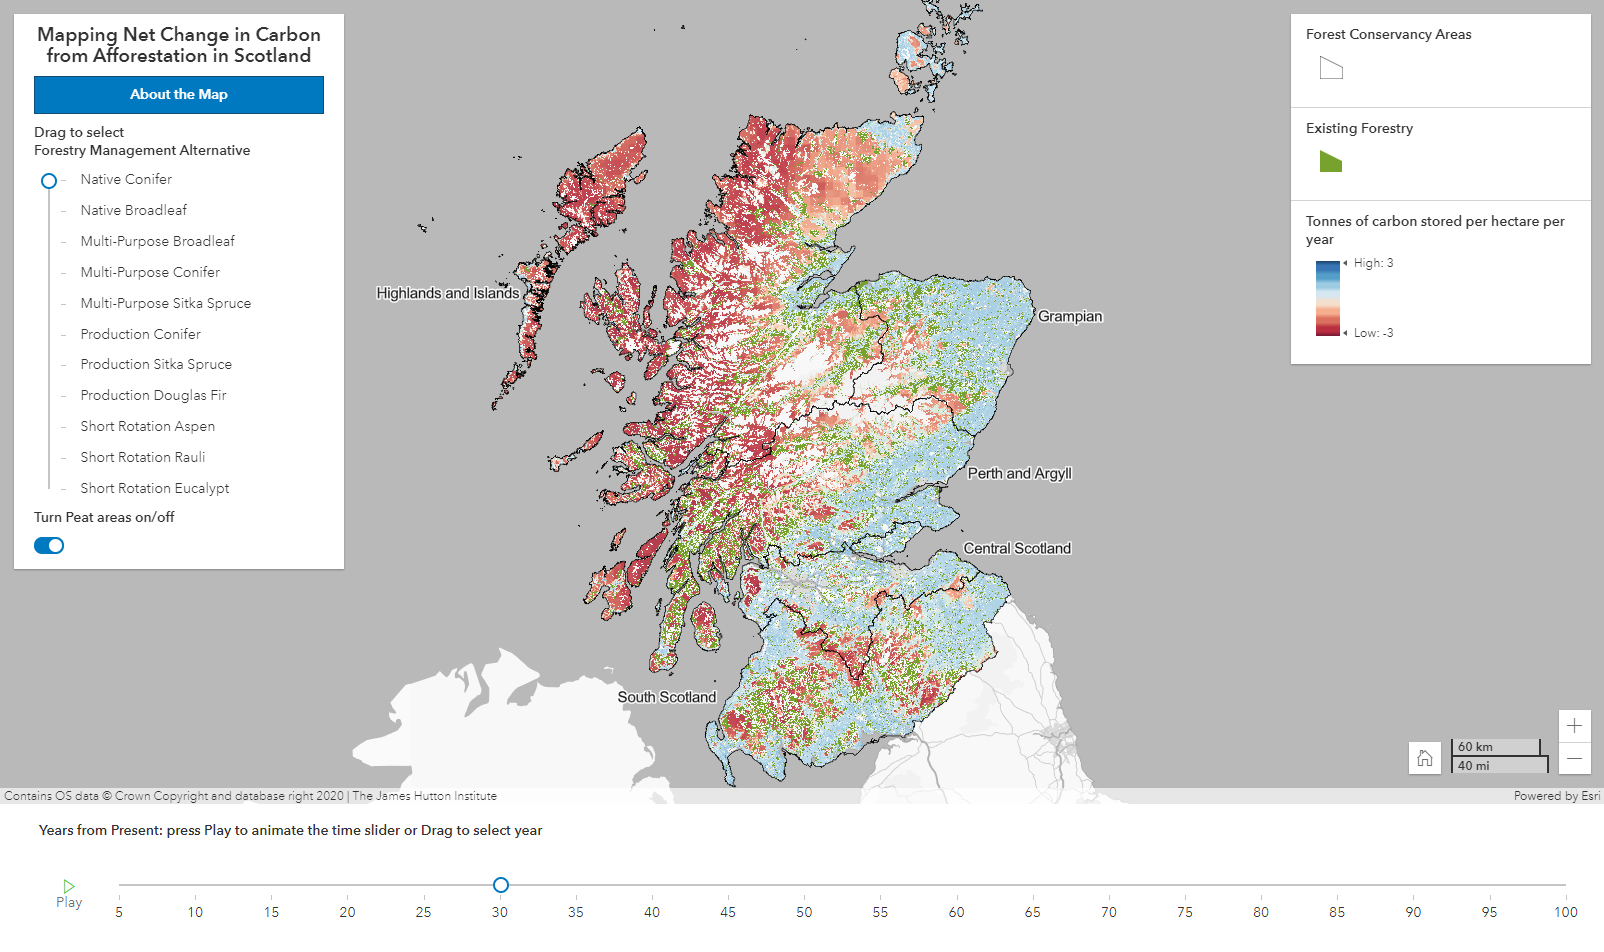 Mapping Net Change in Carbon
from Afforestation in Scotland
About the Map
Drag to select
Forestry Management Alternative
Native Conifer
Native Broadleaf
Multi-Purpose Broadleaf
Multi-Purpose Conifer
Multi-Purpose Sitka Spruce
Production Conifer
Production Sitka Spruce
Production Douglas Fir
Short Rotation Aspen
Short Rotation Rauli
Short Rotation Eucalypt
Turn Peat areas on/off
Highlands and Islands
Grampian
Perth and Argyll
Central Scotland
South Scotland
Forest Conservancy Areas
Existing Forestry
Tonnes of carbon stored per hectare per
year
High: 3
Low: -3
60 km
40 mi
Contains OS data © Crown Copyright and database right 2020 | The James Hutton Institute
Powered by Esri
Years from Present: press Play to animate the time slider or Drag to select year
Play
5 10 15 20 25 30 35 40 45 50 55 60 65 70 75 80 85 90 95 100